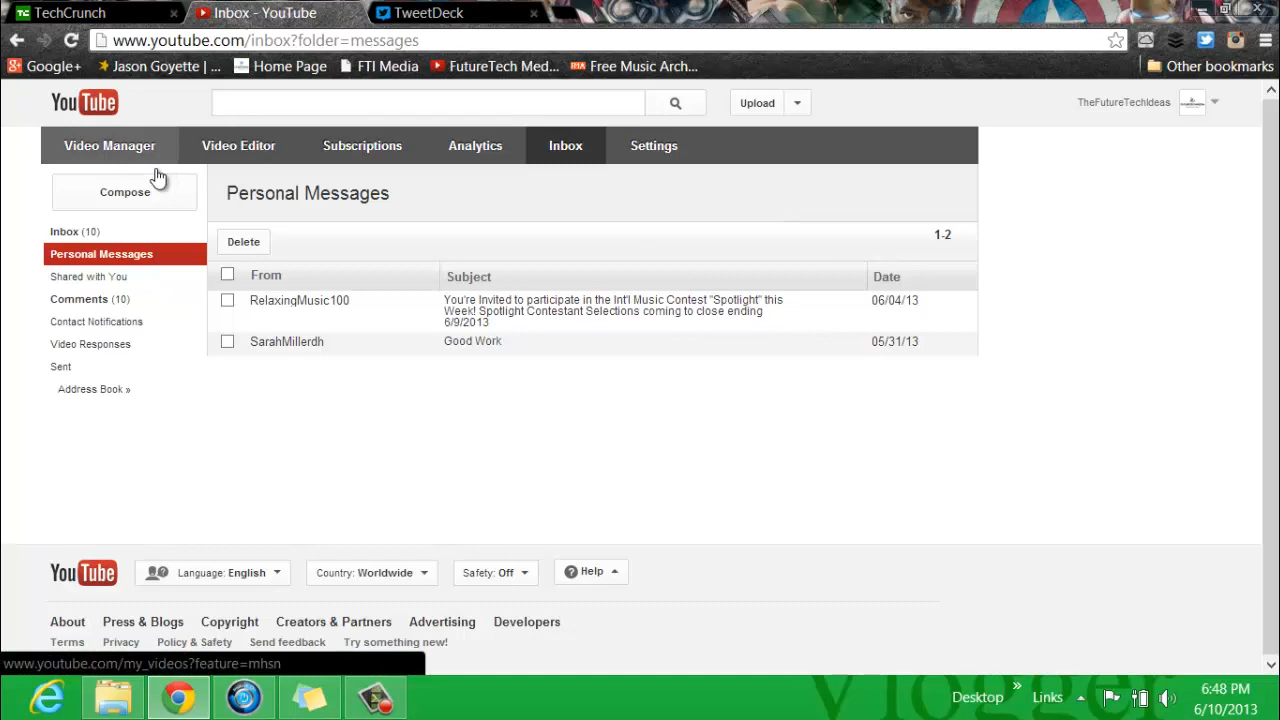 TechCrunch
Inbox - YouTube
TweetDeck
www.youtube.com/inbox?folder=messages
Google+
Jason Goyette | ...
Home Page
FTI Media
FutureTech Med...
Free Music Arch...
Other bookmarks
YouTube
Upload
TheFutureTechIdeas
Video Manager
Video Editor
Subscriptions
Analytics
Inbox
Settings
Compose
Personal Messages
Inbox (10)
Personal Messages
Shared with You
Comments (10)
Contact Notifications
Video Responses
Sent
Address Book »
Delete
1-2
From
Subject
Date
RelaxingMusic100
You're Invited to participate in the Int'l Music Contest "Spotlight" this
Week! Spotlight Contestant Selections coming to close ending
6/9/2013
06/04/13
SarahMillerdh
Good Work
05/31/13
YouTube
Language: English
Country: Worldwide
Safety: Off
Help
About
Press & Blogs
Copyright
Creators & Partners
Advertising
Developers
Terms
Privacy
Policy & Safety
Send feedback
Try something new!
www.youtube.com/my_videos?feature=mhsn
Vlogger
Desktop
Links
6:48 PM
6/10/2013